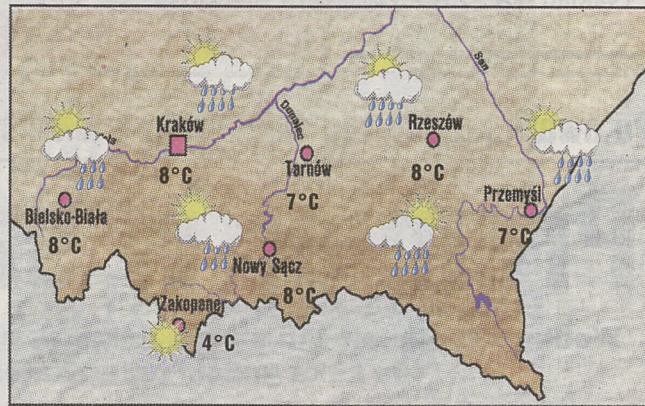 San
Dunajec
Kraków
8°C
Tarnów
7°C
Rzeszów
8°C
Przemyśl
7°C
Bielsko-Biała
8°C
Nowy Sącz
8°C
Zakopane
4°C